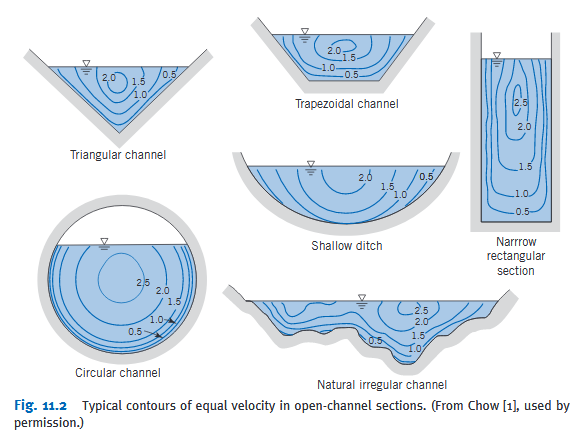 2.0
1.5
0.5
1.0
Triangular channel
2.0
1.5
1.0
0.5
Trapezoidal channel
2.5
2.0
1.5
1.0
0.5
Narrrow
rectangular
section
2.0
1.5
1.0
0.5
Shallow ditch
2.5
2.0
1.5
1.0
0.5
Circular channel
2.5
2.0
1.5
1.0
0.5
Natural irregular channel
Fig. 11.2 Typical contours of equal velocity in open-channel sections. (From Chow [1], used by
permission.)